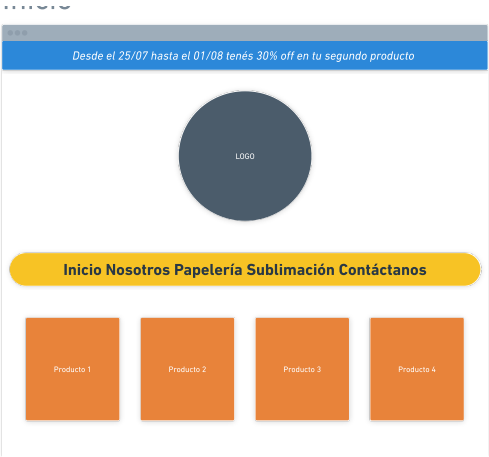 Inicio
Desde el 25/07 hasta el 01/08 tenés 30% off en tu segundo producto
LOGO
Inicio Nosotros Papelería Sublimación Contáctanos
Producto 1 Producto 2 Producto 3 Producto 4